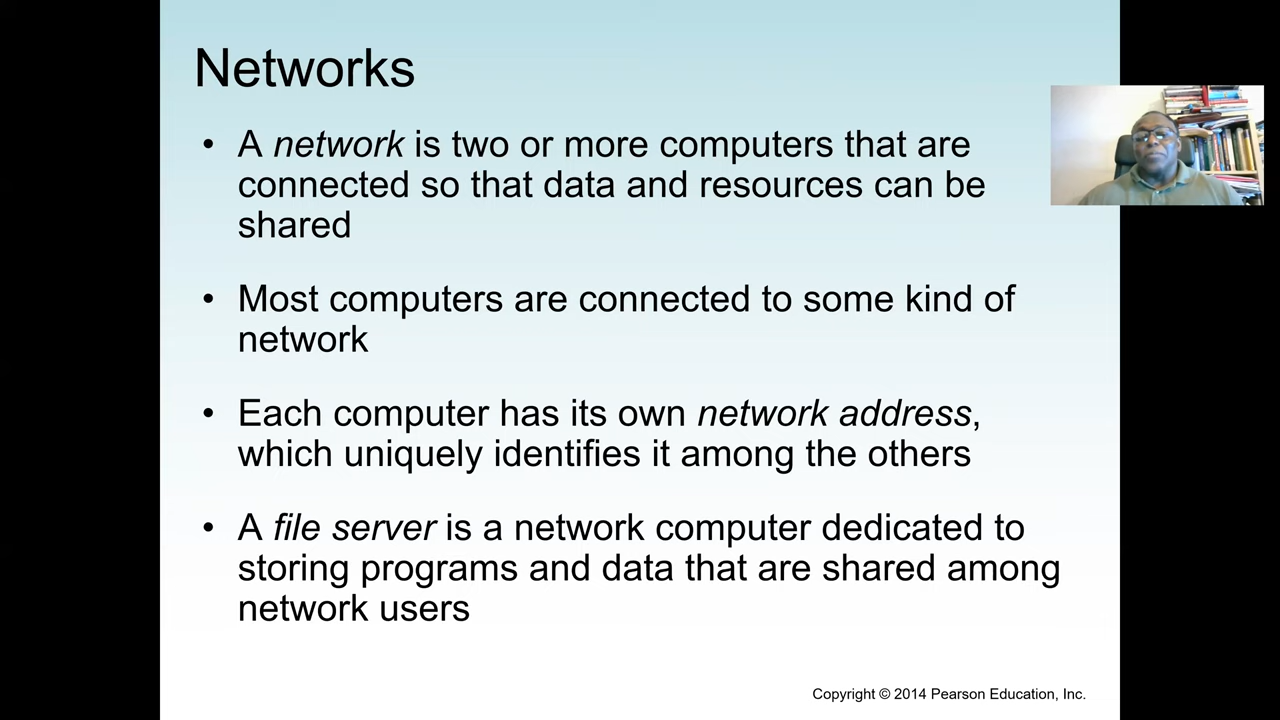 Networks
• A network is two or more computers that are
connected so that data and resources can be
shared
• Most computers are connected to some kind of
network
• Each computer has its own network address,
which uniquely identifies it among the others
• A file server is a network computer dedicated to
storing programs and data that are shared among
network users
Copyright © 2014 Pearson Education, Inc.